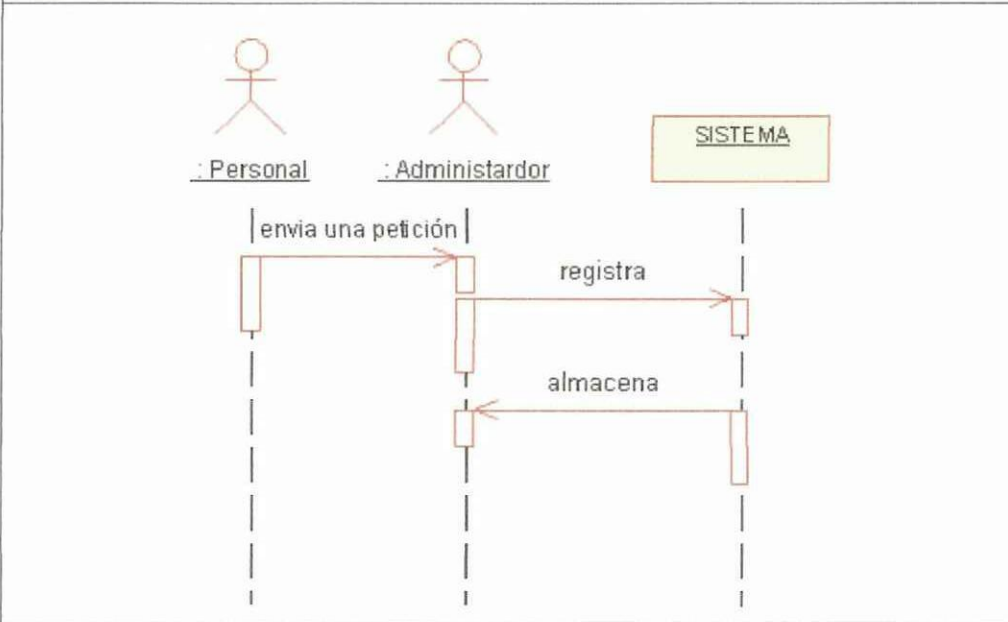 : Personal
: Administardor
SISTEMA
envia una petición
registra
almacena